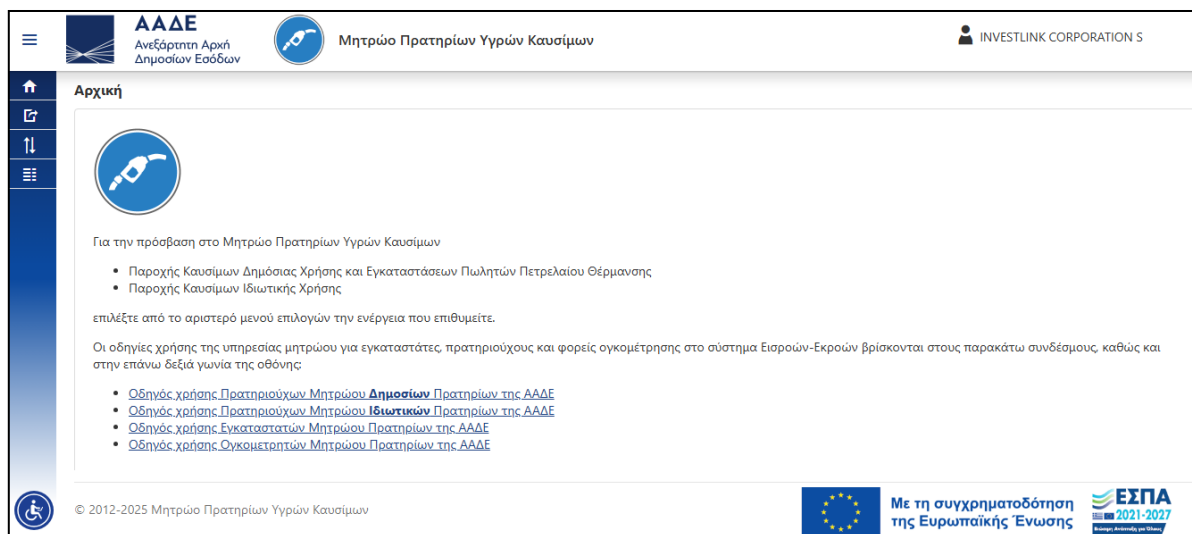 ΑΑΔΕ
Ανεξάρτητη Αρχή
Δημοσίων Εσόδων
Μητρώο Πρατηρίων Υγρών Καυσίμων
INVESTLINK CORPORATION S
Αρχική
Για την πρόσβαση στο Μητρώο Πρατηρίων Υγρών Καυσίμων
Παροχής Καυσίμων Δημόσιας Χρήσης και Εγκαταστάσεων Πωλητών Πετρελαίου Θέρμανσης
Παροχής Καυσίμων Ιδιωτικής Χρήσης
επιλέξτε από το αριστερό μενού επιλογών την ενέργεια που επιθυμείτε.
Οι οδηγίες χρήσης της υπηρεσίας μητρώου για εγκαταστάτες, πρατηριούχους και φορείς ογκομέτρησης στο σύστημα Εισροών-Εκροών βρίσκονται στους παρακάτω συνδέσμους, καθώς και
στην επάνω δεξιά γωνία της οθόνης:
Οδηγός χρήσης Πρατηριούχων Μητρώου Δημοσίων Πρατηρίων της ΑΑΔΕ
Οδηγός χρήσης Πρατηριούχων Μητρώου Ιδιωτικών Πρατηρίων της ΑΑΔΕ
Οδηγός χρήσης Εγκαταστατών Μητρώου Πρατηρίων της ΑΑΔΕ
Οδηγός χρήσης Ογκομετρητών Μητρώου Πρατηρίων της ΑΑΔΕ
© 2012-2025 Μητρώο Πρατηρίων Υγρών Καυσίμων
Με τη συγχρηματοδότηση
της Ευρωπαϊκής Ένωσης
ΕΣΠΑ
2021-2027
Βιώσιμη Ανάπτυξη για Όλους